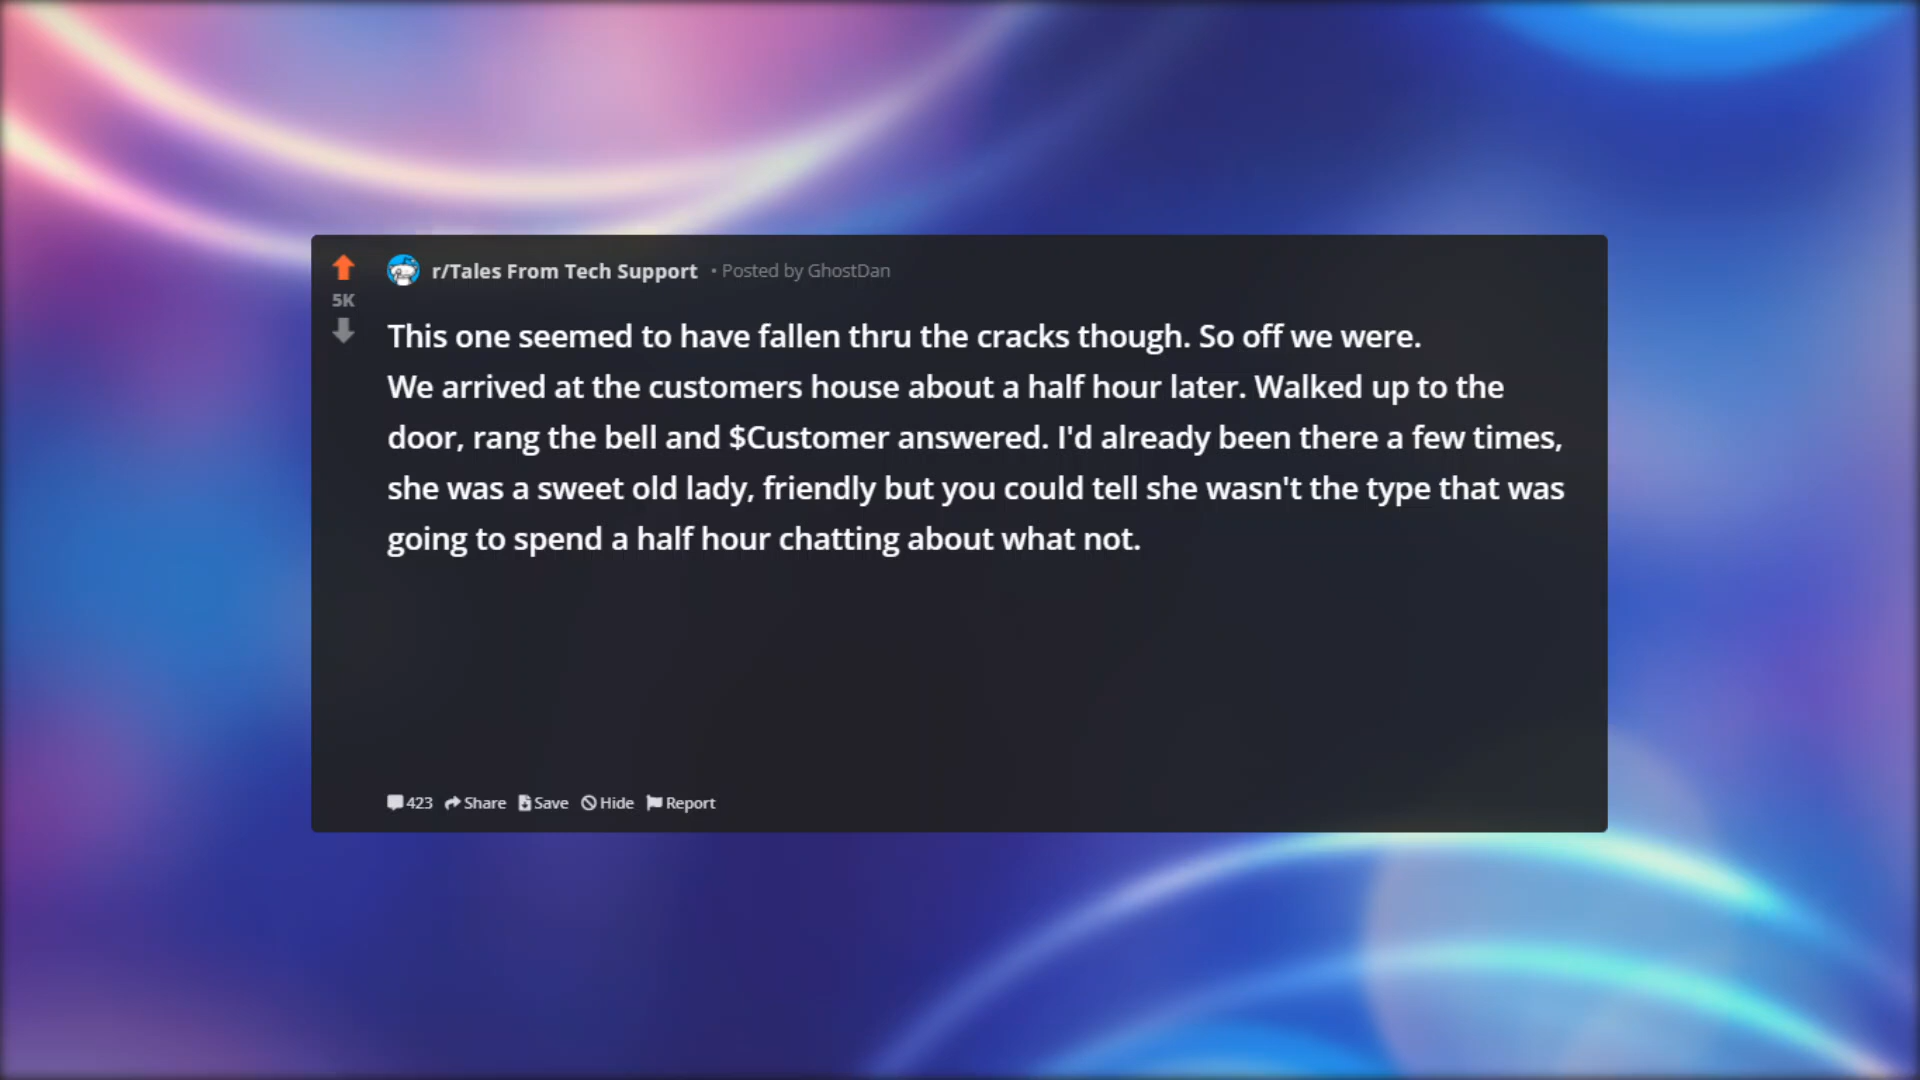 r/Tales From Tech Support • Posted by GhostDan
5K
This one seemed to have fallen thru the cracks though. So off we were.
We arrived at the customers house about a half hour later. Walked up to the
door, rang the bell and $Customer answered. I'd already been there a few times,
she was a sweet old lady, friendly but you could tell she wasn't the type that was
going to spend a half hour chatting about what not.
423 Share Save Hide Report